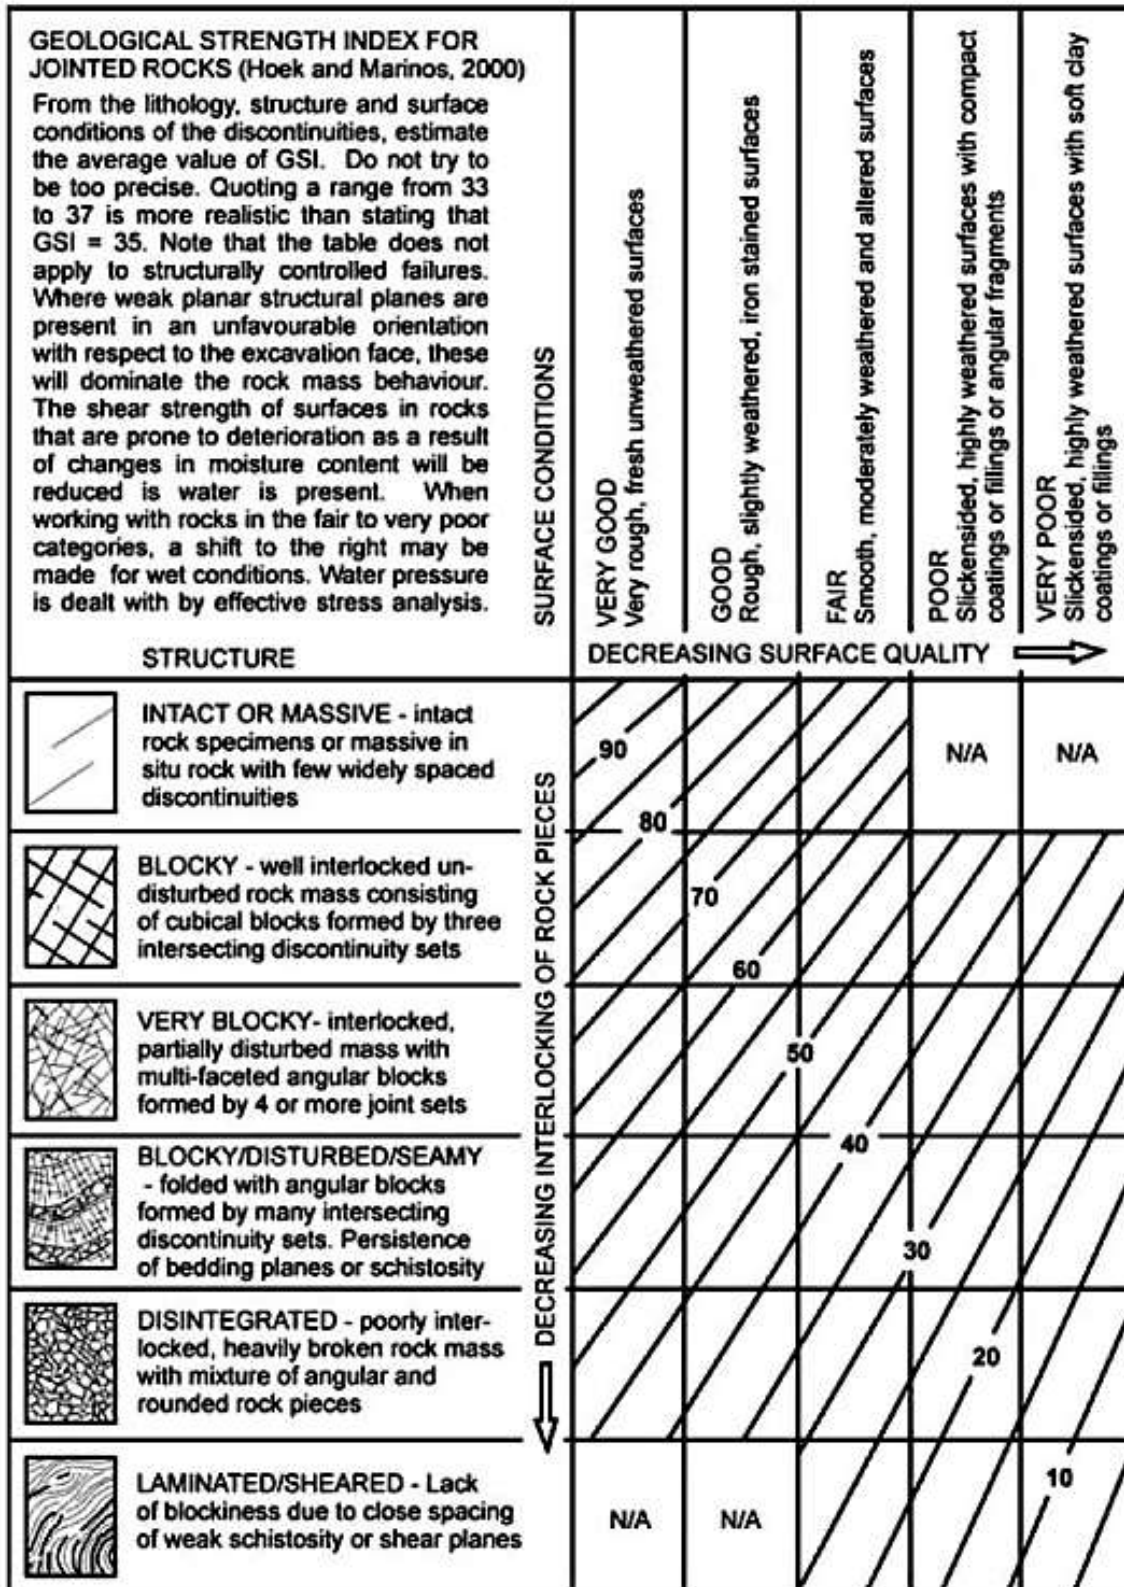 GEOLOGICAL STRENGTH INDEX FOR
JOINTED ROCKS (Hoek and Marinos, 2000)
From the lithology, structure and surface
conditions of the discontinuities, estimate
the average value of GSI. Do not try to
be too precise. Quoting a range from 33
to 37 is more realistic than stating that
GSI = 35. Note that the table does not
apply to structurally controlled failures.
Where weak planar structural planes are
present in an unfavourable orientation
with respect to the excavation face, these
will dominate the rock mass behaviour.
The shear strength of surfaces in rocks
that are prone to deterioration as a result
of changes in moisture content will be
reduced is water is present. When
working with rocks in the fair to very poor
categories, a shift to the right may be
made for wet conditions. Water pressure
is dealt with by effective stress analysis.
STRUCTURE
SURFACE CONDITIONS
VERY GOOD
Very rough, fresh unweathered surfaces
GOOD
Rough, slightly weathered, iron stained surfaces
FAIR
Smooth, moderately weathered and altered surfaces
POOR
Slickensided, highly weathered surfaces with compact
coatings or fillings or angular fragments
VERY POOR
Slickensided, highly weathered surfaces with soft clay
coatings or fillings
DECREASING SURFACE QUALITY
DECREASING INTERLOCKING OF ROCK PIECES
INTACT OR MASSIVE - intact
rock specimens or massive in
situ rock with few widely spaced
discontinuities
90
N/A
N/A
80
BLOCKY - well interlocked un-
disturbed rock mass consisting
of cubical blocks formed by three
intersecting discontinuity sets
70
60
VERY BLOCKY- interlocked,
partially disturbed mass with
multi-faceted angular blocks
formed by 4 or more joint sets
50
40
BLOCKY/DISTURBED/SEAMY
- folded with angular blocks
formed by many intersecting
discontinuity sets. Persistence
of bedding planes or schistosity
30
DISINTEGRATED - poorly inter-
locked, heavily broken rock mass
with mixture of angular and
rounded rock pieces
20
LAMINATED/SHEARED - Lack
of blockiness due to close spacing
of weak schistosity or shear planes
N/A
N/A
10